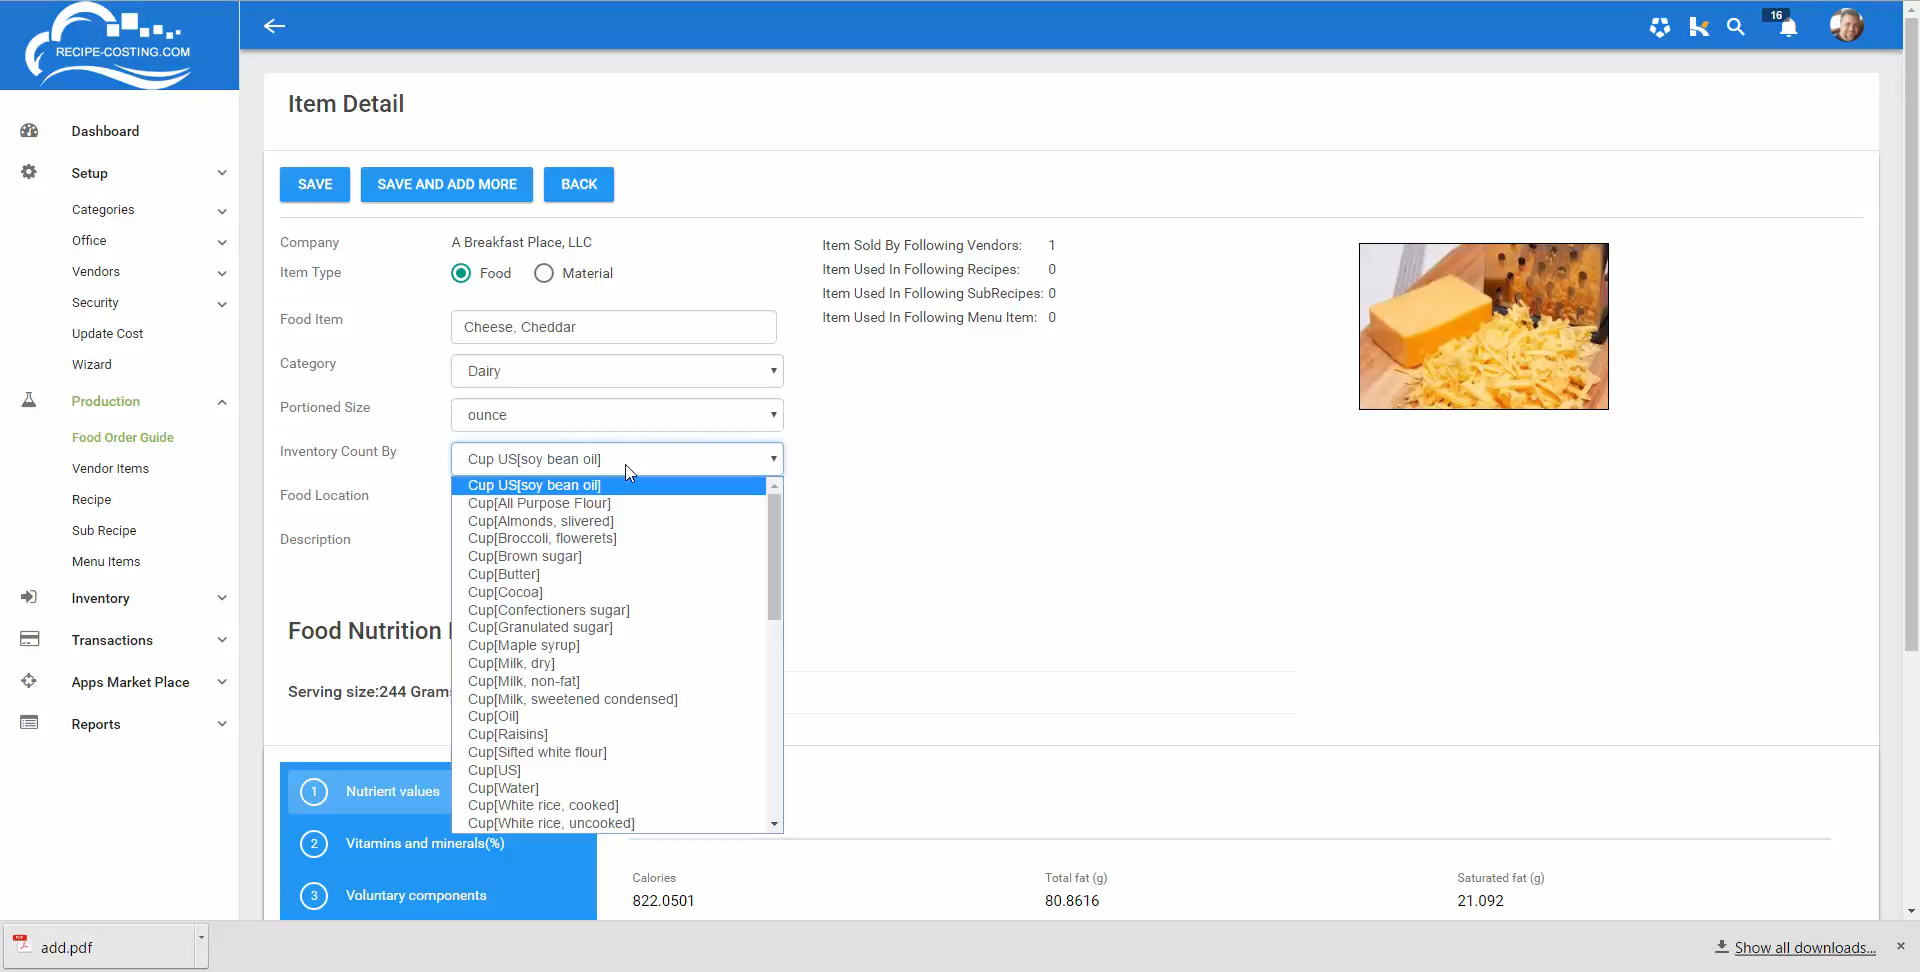 RECIPE-COSTING.COM
16
Dashboard
Setup
Categories
Office
Vendors
Security
Update Cost
Wizard
Production
Food Order Guide
Vendor Items
Recipe
Sub Recipe
Menu Items
Inventory
Transactions
Apps Market Place
Reports
Item Detail
SAVE
SAVE AND ADD MORE
BACK
Company
A Breakfast Place, LLC
Item Type
Food
Material
Food Item
Cheese, Cheddar
Category
Dairy
Portioned Size
ounce
Inventory Count By
Cup US[soy bean oil]
Food Location
Description
Cup US[soy bean oil]
Cup[All Purpose Flour]
Cup[Almonds, slivered]
Cup[Broccoli, flowerets]
Cup[Brown sugar]
Cup[Butter]
Cup[Cocoa]
Cup[Confectioners sugar]
Cup[Granulated sugar]
Cup[Maple syrup]
Cup[Milk, dry]
Cup[Milk, non-fat]
Cup[Milk, sweetened condensed]
Cup[Oil]
Cup[Raisins]
Cup[Sifted white flour]
Cup[US]
Cup[Water]
Cup[White rice, cooked]
Cup[White rice, uncooked]
Item Sold By Following Vendors: 1
Item Used In Following Recipes: 0
Item Used In Following SubRecipes: 0
Item Used In Following Menu Item: 0
Food Nutrition
Serving size:244 Grams
1 Nutrient values
2 Vitamins and minerals(%)
3 Voluntary components
Calories
822.0501
Total fat (g)
80.8616
Saturated fat (g)
21.092
add.pdf
Show all downloads...